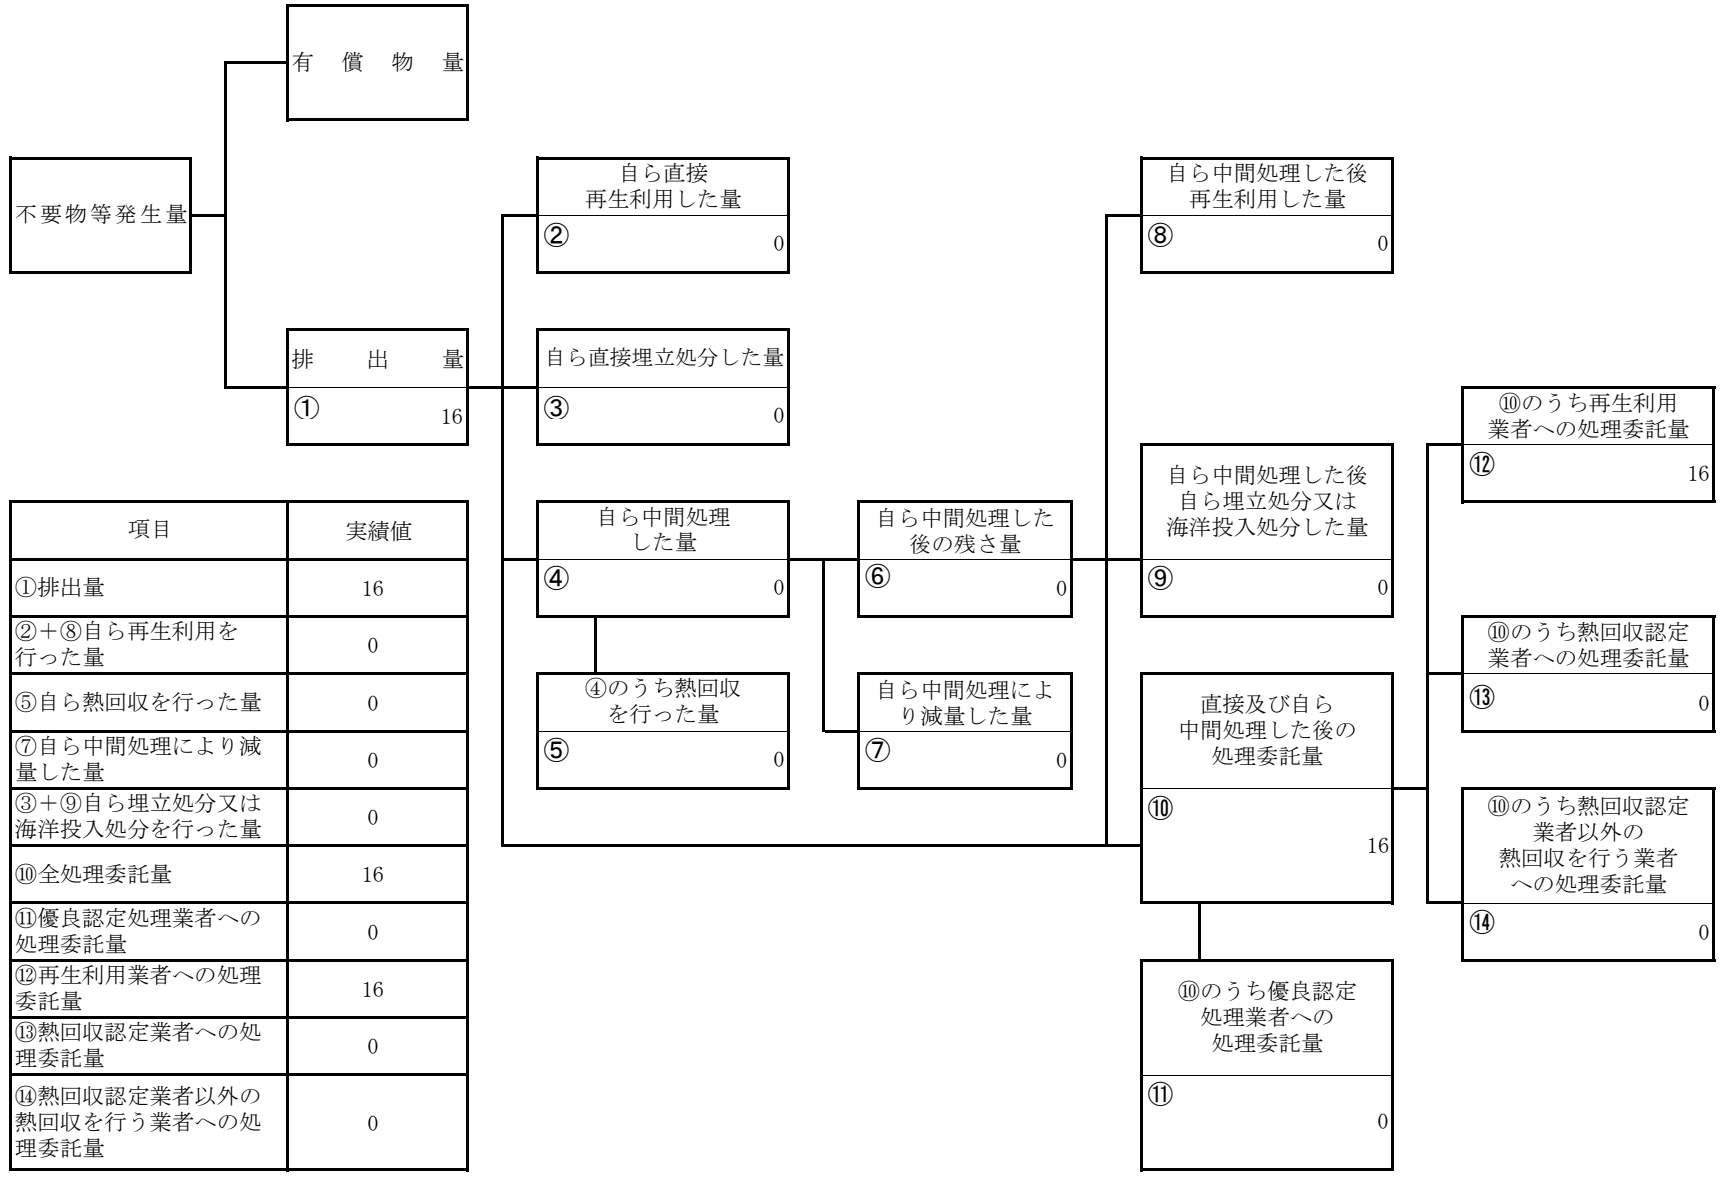 有償物量
不要物等発生量
排出量
①
16
自ら直接
再生利用した量
②
0
自ら直接埋立処分した量
③
0
自ら中間処理
した量
④
0
④のうち熱回収
を行った量
⑤
0
自ら中間処理した
後の残さ量
⑥
0
自ら中間処理によ
り減量した量
⑦
0
自ら中間処理した後
再生利用した量
⑧
0
自ら中間処理した後
自ら埋立処分又は
海洋投入処分した量
⑨
0
直接及び自ら
中間処理した後の
処理委託量
⑩
16
⑩のうち優良認定
処理業者への
処理委託量
⑪
0
⑩のうち再生利用
業者への処理委託量
⑫
16
⑩のうち熱回収認定
業者への処理委託量
⑬
0
⑩のうち熱回収認定
業者以外の
熱回収を行う業者
への処理委託量
⑭
0
項目 実績値
①排出量 16
②＋⑧自ら再生利用を
行った量 0
⑤自ら熱回収を行った量 0
⑦自ら中間処理により減
量した量 0
③＋⑨自ら埋立処分又は
海洋投入処分を行った量 0
⑩全処理委託量 16
⑪優良認定処理業者への
処理委託量 0
⑫再生利用業者への処理
委託量 16
⑬熱回収認定業者への処
理委託量 0
⑭熱回収認定業者以外の
熱回収を行う業者への処
理委託量 0